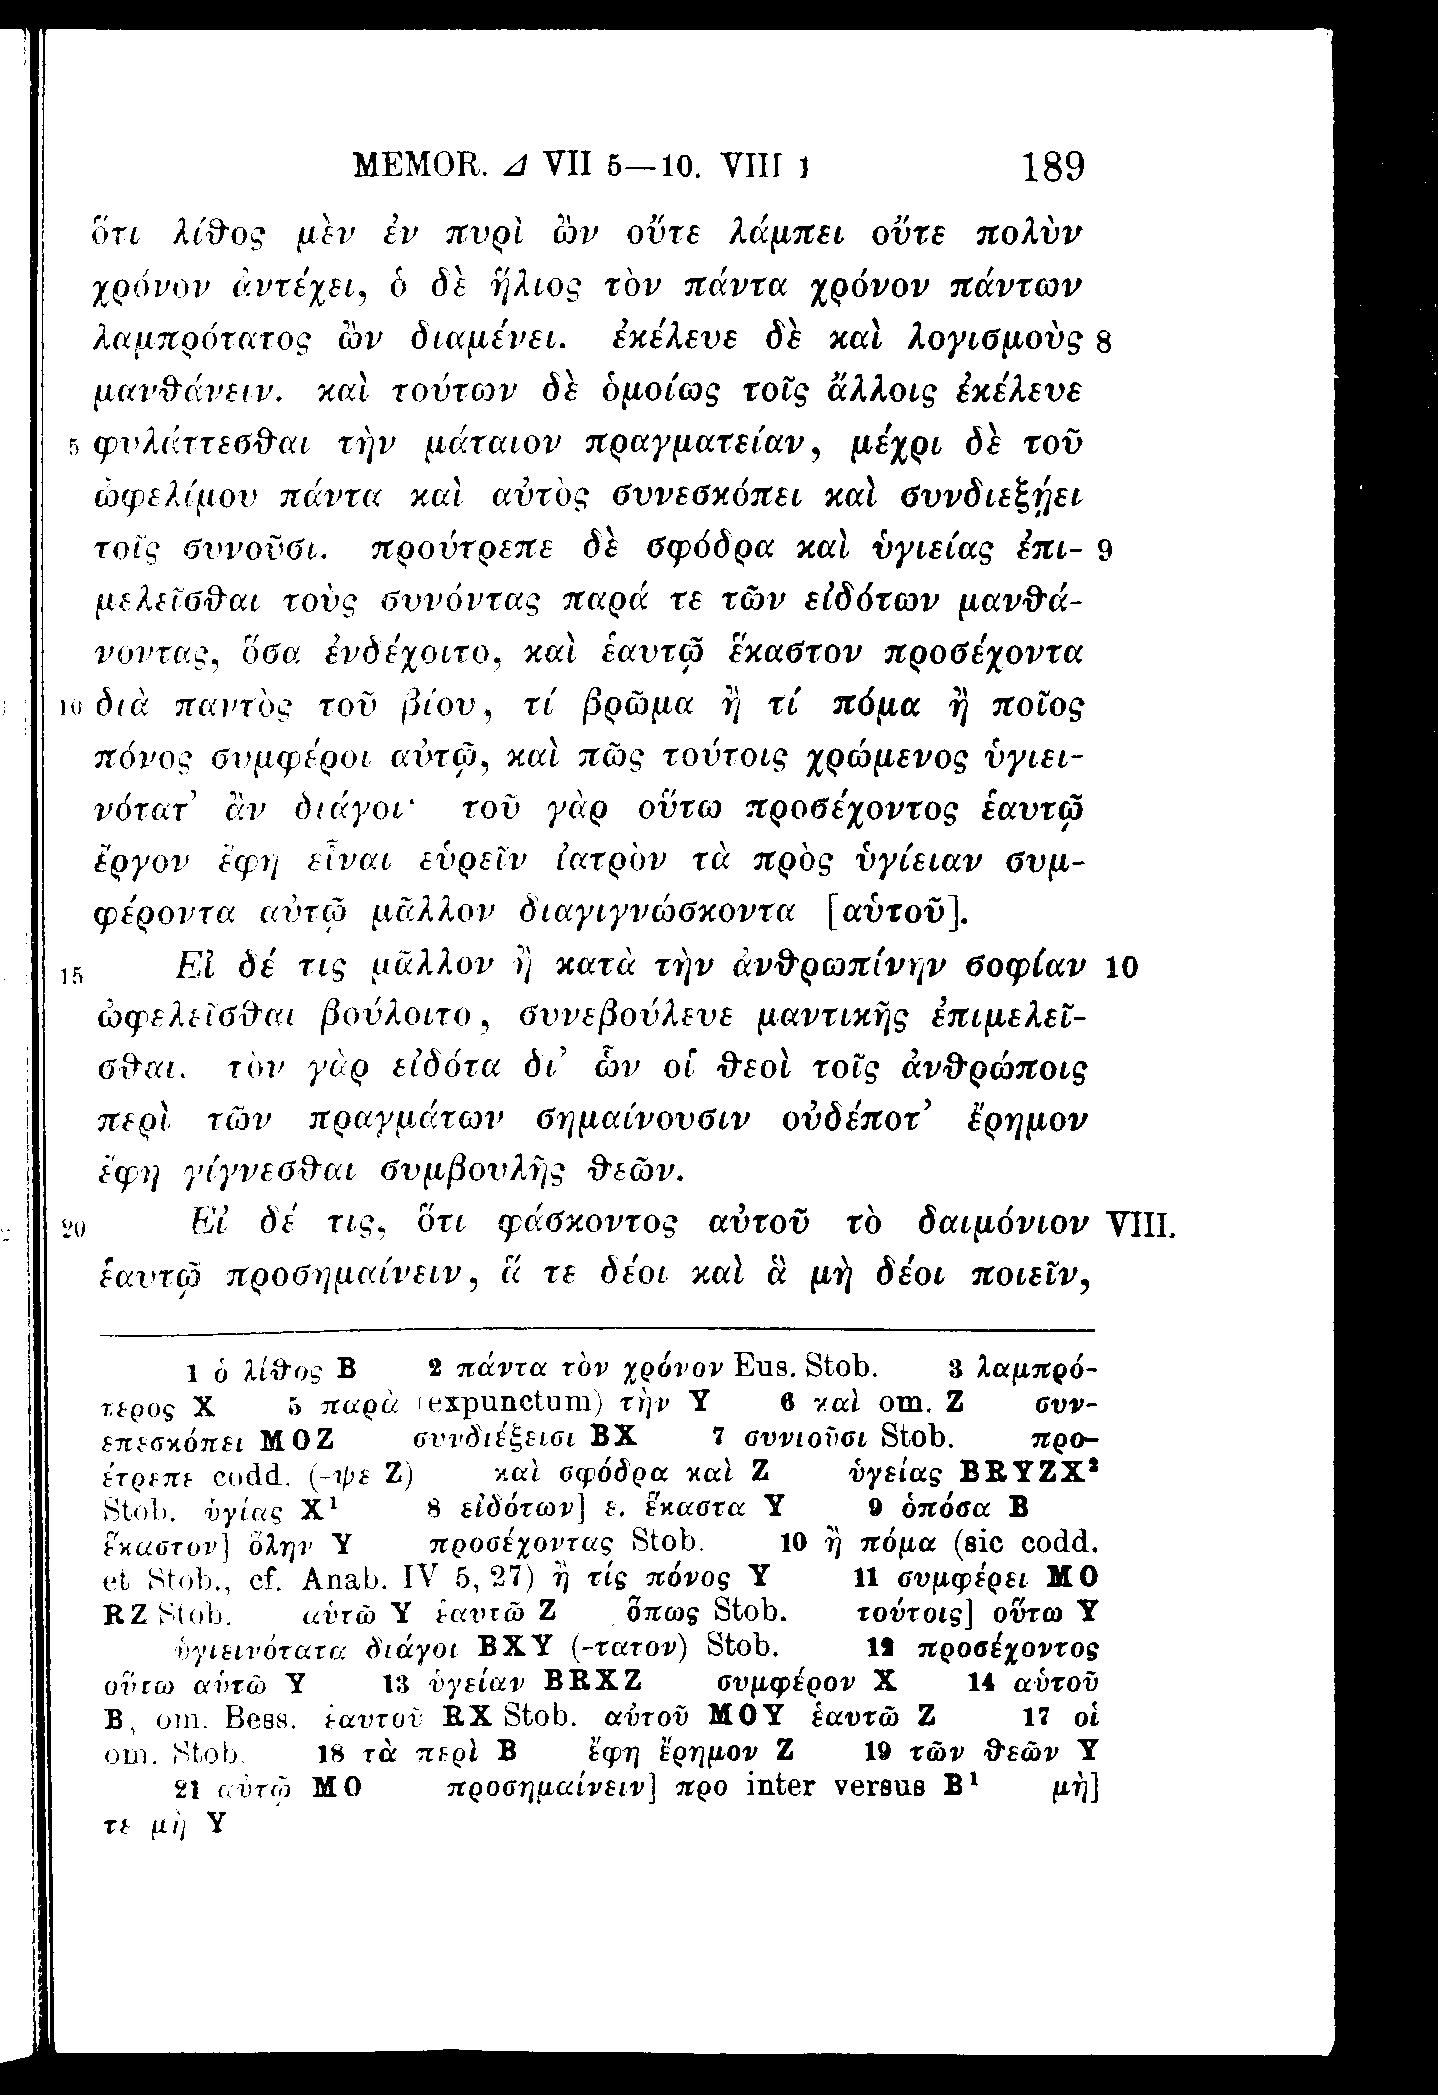 MEMOR. Δ VII 5—10. VIII 1 189
ὅτι λίθος μὲν ἐν πυρὶ ὢν οὔτε λάμπει οὔτε πολὺν
χρόνον ἀντέχει, ὁ δὲ ἥλιος τὸν πάντα χρόνον πάντων
λαμπρότατος ὢν διαμένει. ἐκέλευε δὲ καὶ λογισμοὺς 8
μανθάνειν. καὶ τούτων δὲ ὁμοίως τοῖς ἄλλοις ἐκέλευε
5 φυλάττεσθαι τὴν μάταιον πραγματείαν, μέχρι δὲ τοῦ
ὠφελίμου πάντα καὶ αὐτὸς συνεσκόπει καὶ συνδιεξῄει
τοῖς συνοῦσι. προύτρεπε δὲ σφόδρα καὶ ὑγιείας ἐπι- 9
μελεῖσθαι τοὺς συνόντας παρά τε τῶν εἰδότων μανθά-
νοντας, ὅσα ἐνδέχοιτο, καὶ ἑαυτῷ ἕκαστον προσέχοντα
10 διὰ παντὸς τοῦ βίου, τί βρῶμα ἢ τί πόμα ἢ ποῖος
πόνος συμφέροι αὐτῷ, καὶ πῶς τούτοις χρώμενος ὑγιει-
νότατ’ ἂν διάγοι· τοῦ γὰρ οὕτω προσέχοντος ἑαυτῷ
ἔργον ἔφη εἶναι εὑρεῖν ἰατρὸν τὰ πρὸς ὑγίειαν συμ-
φέροντα αὐτῷ μᾶλλον διαγιγνώσκοντα [αὑτοῦ].
15 Εἰ δέ τις μᾶλλον ἢ κατὰ τὴν ἀνθρωπίνην σοφίαν 10
ὠφελεῖσθαι βούλοιτο, συνεβούλευε μαντικῆς ἐπιμελεῖ-
σθαι. τὸν γὰρ εἰδότα δι’ ὧν οἱ θεοὶ τοῖς ἀνθρώποις
περὶ τῶν πραγμάτων σημαίνουσιν οὐδέποτ’ ἔρημον
ἔφη γίγνεσθαι συμβουλῆς θεῶν.
20 Εἰ δέ τις, ὅτι φάσκοντος αὐτοῦ τὸ δαιμόνιον VIII.
ἑαυτῷ προσημαίνειν, ἅ τε δέοι καὶ ἃ μὴ δέοι ποιεῖν,
1 ὁ λίθος B 2 πάντα τὸν χρόνον Eus. Stob. 3 λαμπρό-
τερος X 5 παρὰ (expunctum) τὴν Y 6 καὶ om. Z συν-
επεσκόπει MOZ συνδιέξεισι BX 7 συνιοῦσι Stob. προ-
έτρεπε codd. (-ψε Z) καὶ σφόδρα καὶ Z ὑγείας BRYZX²
Stob. ὑγίας X¹ 8 εἰδότων] ε. ἕκαστα Y 9 ὁπόσα B
ἕκαστον] ὅλην Y προσέχοντας Stob. 10 ἢ πόμα (sic codd.
et Stob., cf. Anab. IV 5, 27) ἢ τίς πόνος Y 11 συμφέρει MO
RZ Stob. αὑτῶ Y ἑαυτῶ Z ὅπως Stob. τούτοις] οὕτω Y
ὑγιεινότατα διάγοι BXY (-τατον) Stob. 12 προσέχοντος
οὕτω αὑτῶ Y 13 ὑγείαν BRXZ συμφέρον X 14 αὑτοῦ
B, om. Bess. ἑαυτοῦ RX Stob. αὐτοῦ MOY ἑαυτῶ Z 17 οἱ
om. Stob. 18 τὰ περὶ B ἔφη ἔρημον Z 19 τῶν θεῶν Y
21 αὐτῷ MO προσημαίνειν] προ inter versus B¹ μὴ]
τε μὴ Y